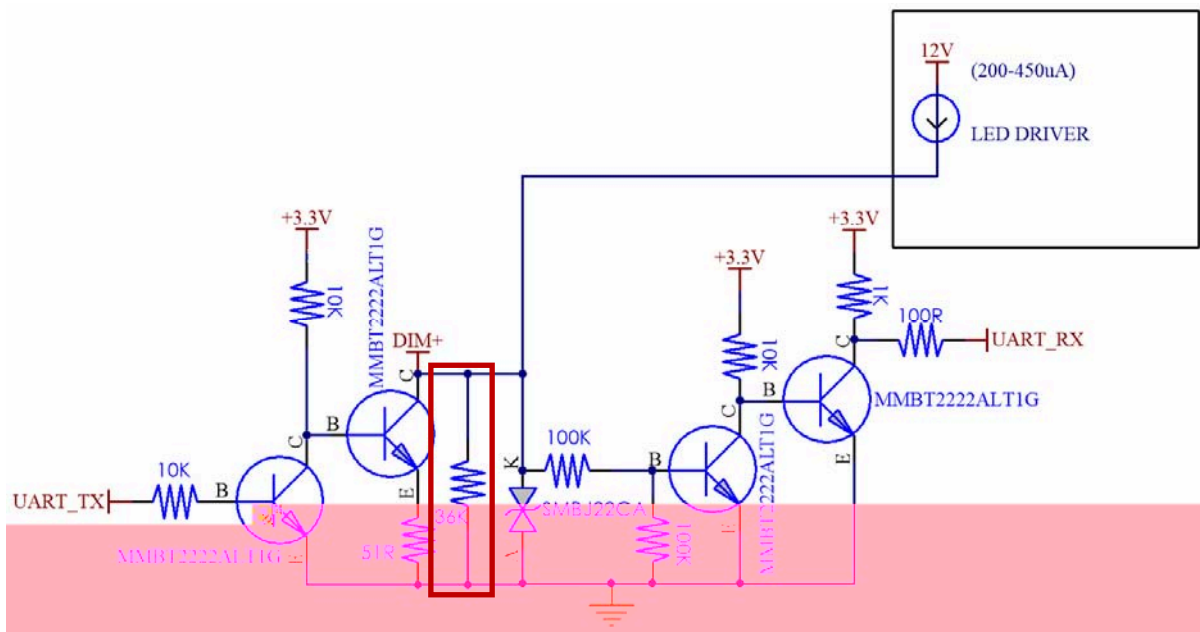 12V
(200-450uA)
LED DRIVER
+3.3V
10K
MMBT2222ALT1G
DIM+
C
+3.3V
10K
+3.3V
1K
100R
UART_RX
C
C
B
MMBT2222ALT1G
C
B
K
100K
B
MMBT2222ALT1G
E
UART_TX
10K
B
E
36K
SMBJ22CA
MMBT2222ALT1G
E
51R
A
100K
E